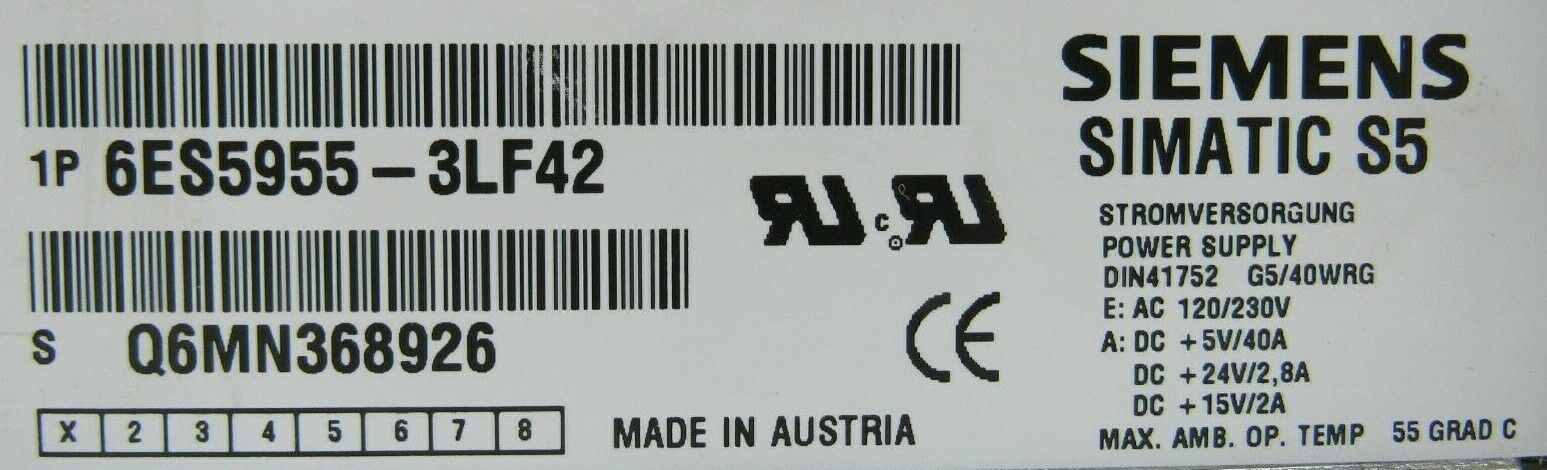 1P 6ES5955-3LF42
S Q6MN368926
X 2 3 4 5 6 7 8
MADE IN AUSTRIA
c
CE
SIEMENS
SIMATIC S5
STROMVERSORGUNG
POWER SUPPLY
DIN41752 G5/40WRG
E: AC 120/230V
A: DC +5V/40A
DC +24V/2,8A
DC +15V/2A
MAX. AMB. OP. TEMP 55 GRAD C